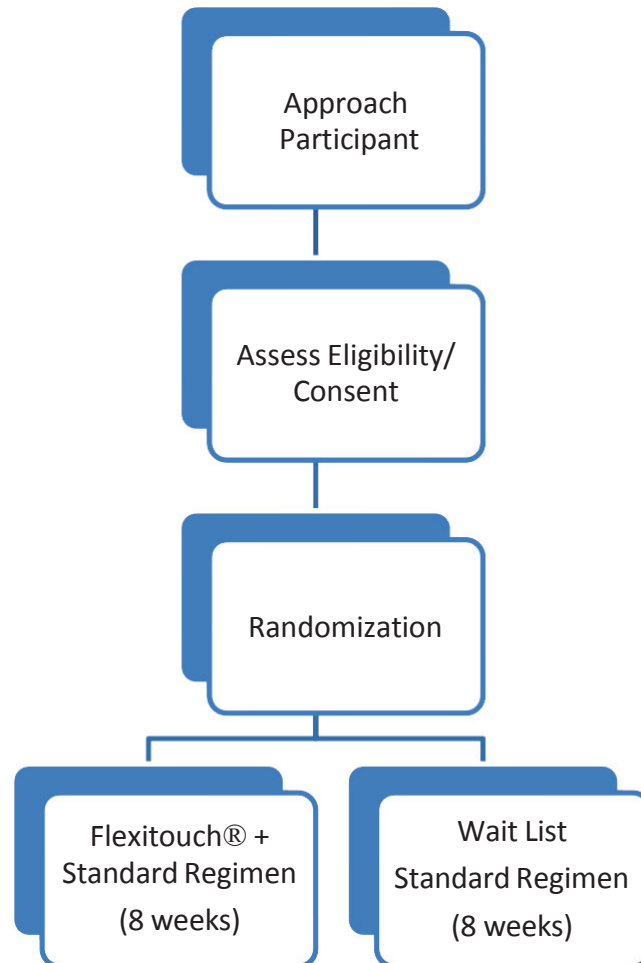 Approach
Participant
Assess Eligibility/
Consent
Randomization
Flexitouch® +
Standard Regimen
(8 weeks)
Wait List
Standard Regimen
(8 weeks)